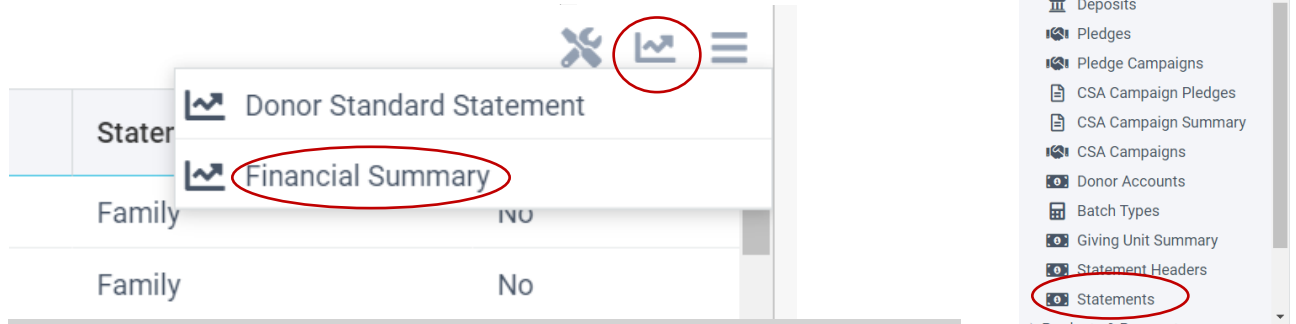 Donor Standard Statement
Stater
Financial Summary
Family No
Family No
Deposits
Pledges
Pledge Campaigns
CSA Campaign Pledges
CSA Campaign Summary
CSA Campaigns
Donor Accounts
Batch Types
Giving Unit Summary
Statement Headers
Statements